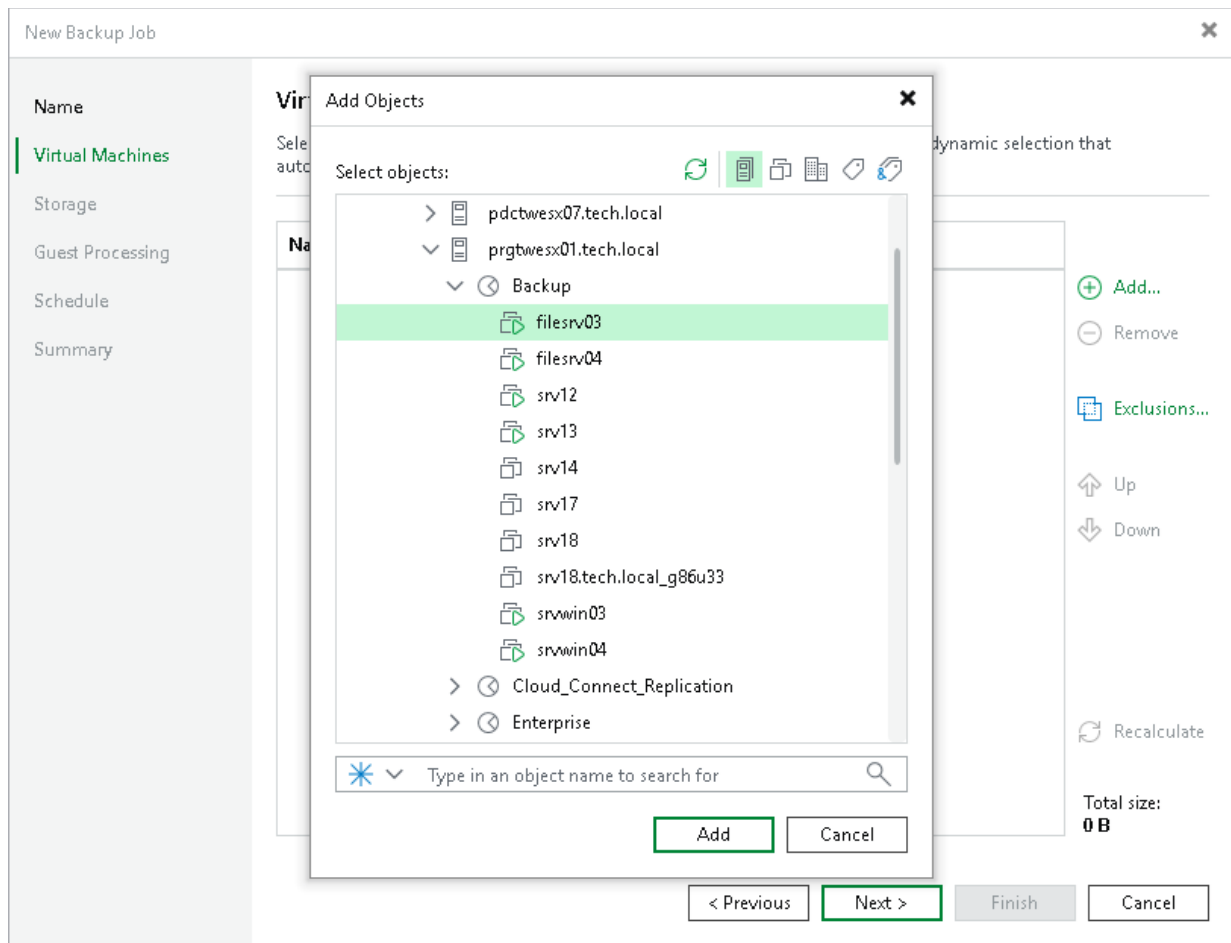 New Backup Job
Name
Virtual Machines
Storage
Guest Processing
Schedule
Summary
Vir
Sele
auto
dynamic selection that
Na
Add Objects
Select objects:
pdctwesx07.tech.local
prgtwesx01.tech.local
Backup
filesrv03
filesrv04
srv12
srv13
srv14
srv17
srv18
srv18.tech.local_g86u33
srvwin03
srvwin04
Cloud_Connect_Replication
Enterprise
Type in an object name to search for
Add
Cancel
Add...
Remove
Exclusions...
Up
Down
Recalculate
Total size:
0 B
< Previous
Next >
Finish
Cancel